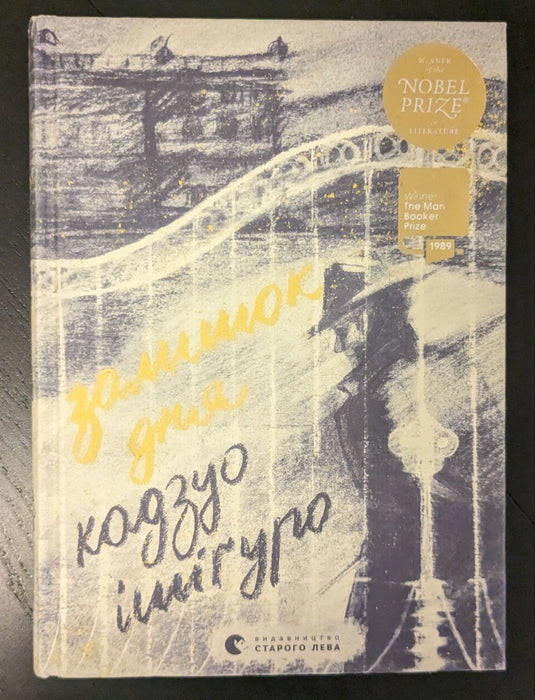 WINNER
of the
NOBEL
PRIZE®
in
LITERATURE
Winner
The Man
Booker
Prize
1989
залишок
дня
кадзуо
ішіґуро
ВИДАВНИЦТВО
СТАРОГО ЛЕВА